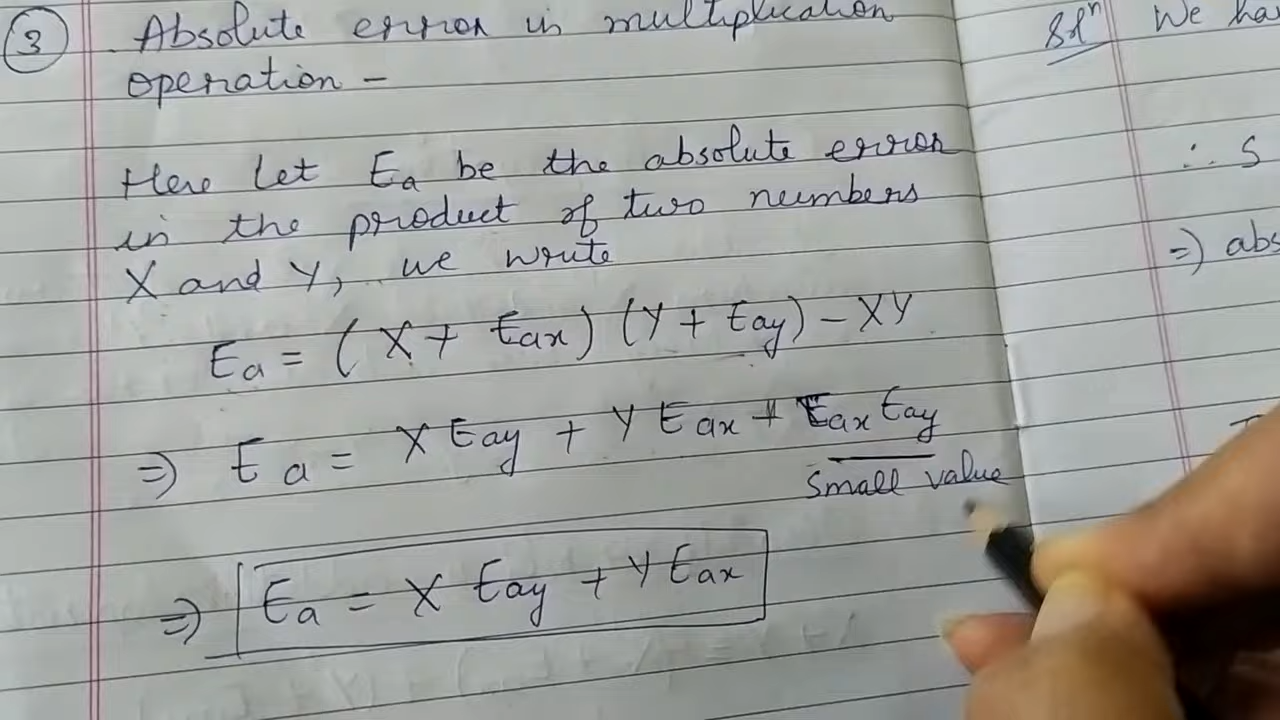 ③ Absolute error in multiplication
operation -
Here let Ea be the absolute error
in the product of two numbers
X and Y, we write
Ea = (X + Eax) (Y + Eay) - XY
=) Ea = X Eay + Y Eax + Eax Eay
Small value
=) Ea = X Eay + Y Eax
Solⁿ We ha
∴ S
=) abs